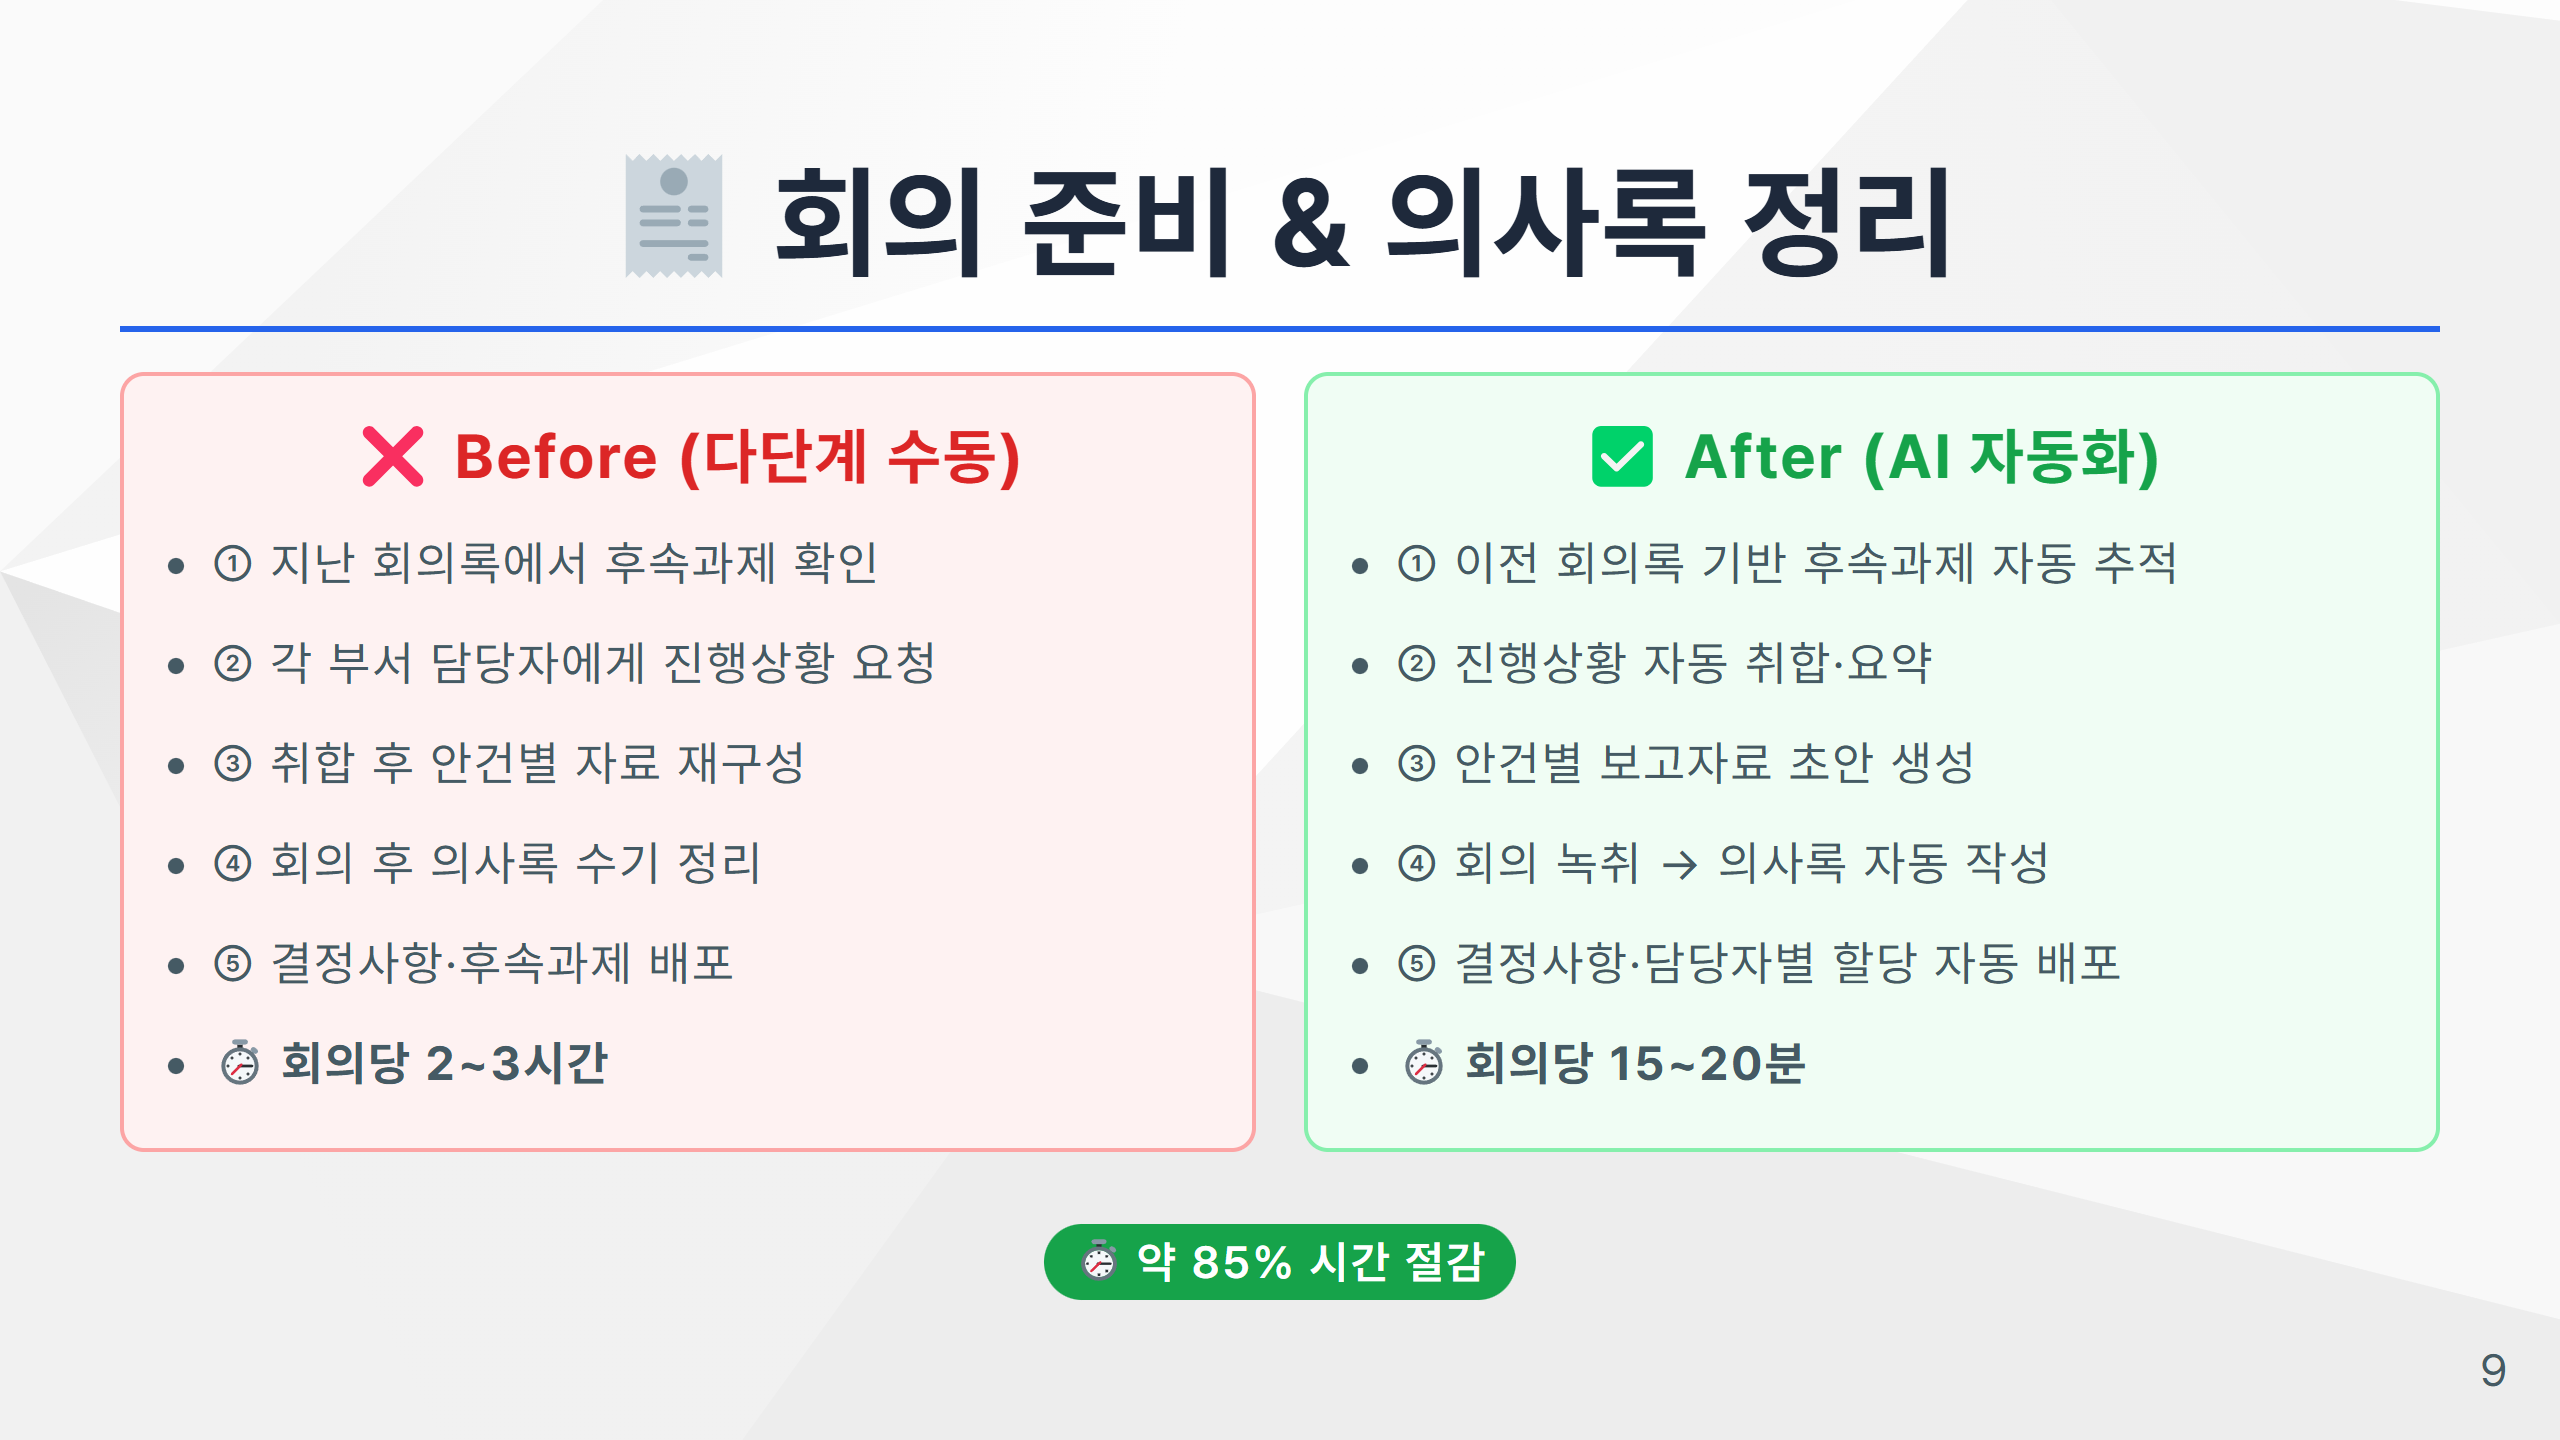 🧾 회의 준비 & 의사록 정리
❌ Before (다단계 수동)
• ① 지난 회의록에서 후속과제 확인
• ② 각 부서 담당자에게 진행상황 요청
• ③ 취합 후 안건별 자료 재구성
• ④ 회의 후 의사록 수기 정리
• ⑤ 결정사항·후속과제 배포
• ⏱ 회의당 2~3시간
✅ After (AI 자동화)
• ① 이전 회의록 기반 후속과제 자동 추적
• ② 진행상황 자동 취합·요약
• ③ 안건별 보고자료 초안 생성
• ④ 회의 녹취 → 의사록 자동 작성
• ⑤ 결정사항·담당자별 할당 자동 배포
• ⏱ 회의당 15~20분
⏱ 약 85% 시간 절감
9